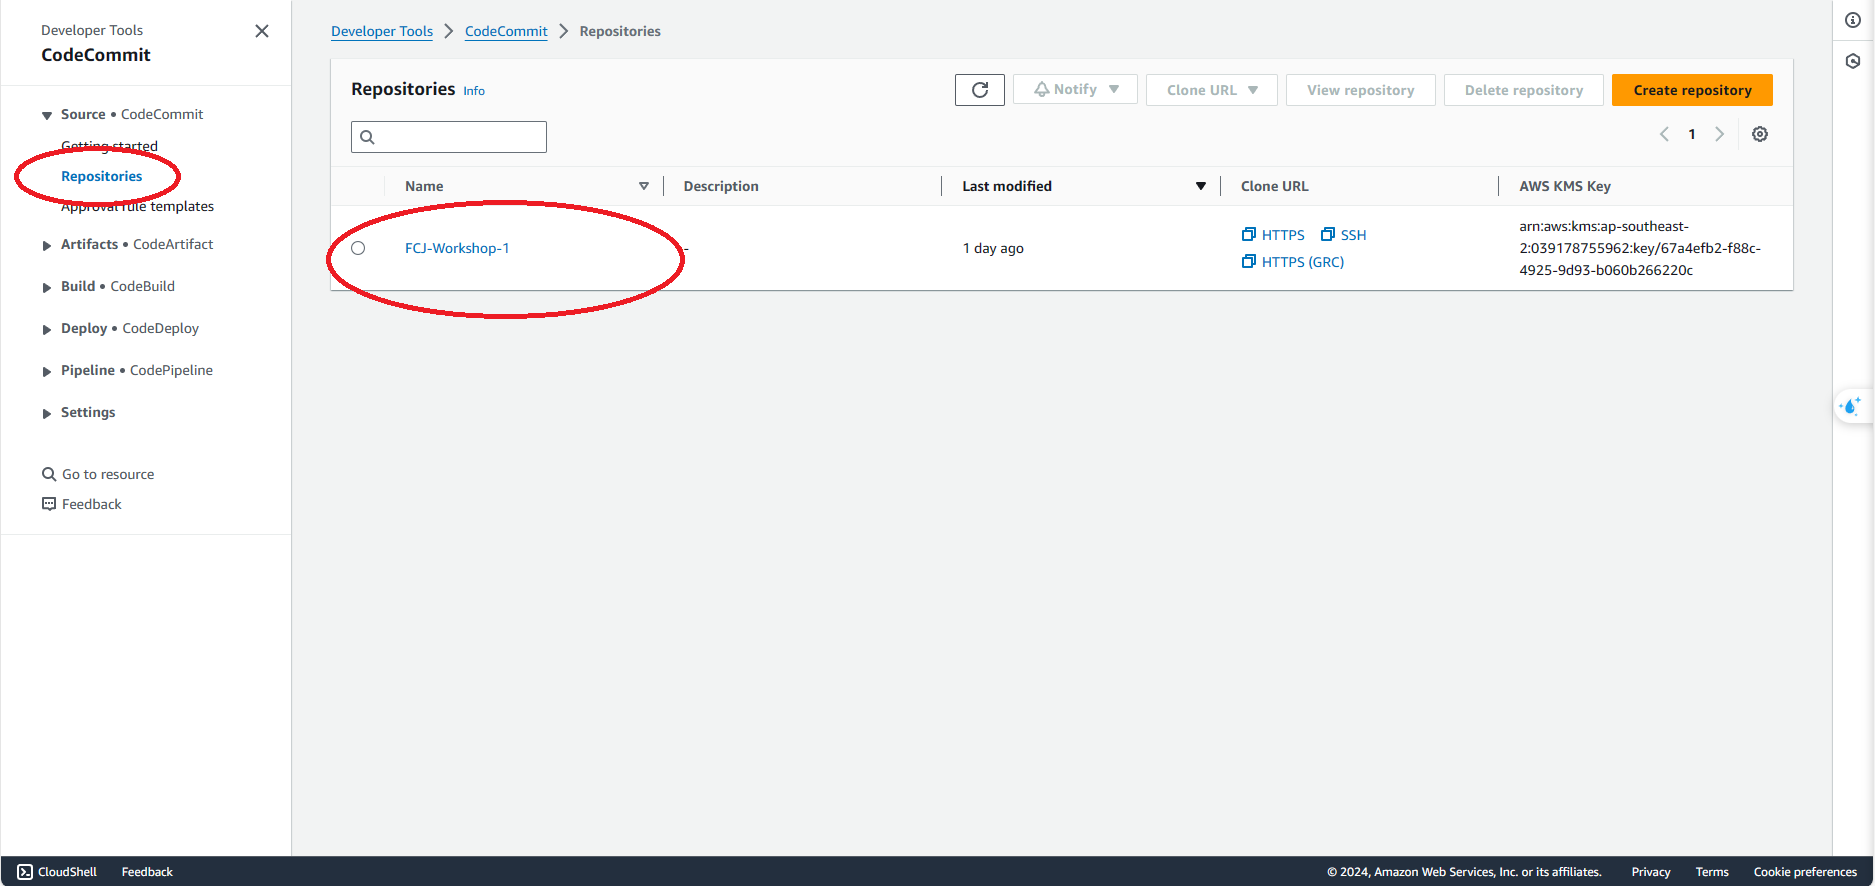 Developer Tools
CodeCommit
Source • CodeCommit
Getting started
Repositories
Approval rule templates
Artifacts • CodeArtifact
Build • CodeBuild
Deploy • CodeDeploy
Pipeline • CodePipeline
Settings
Go to resource
Feedback
Developer Tools > CodeCommit > Repositories
Repositories Info
Notify
Clone URL
View repository
Delete repository
Create repository
1
Name
Description
Last modified
Clone URL
AWS KMS Key
FCJ-Workshop-1
-
1 day ago
HTTPS SSH
HTTPS (GRC)
arn:aws:kms:ap-southeast-
2:039178755962:key/67a4efb2-f88c-
4925-9d93-b060b266220c
CloudShell Feedback
© 2024, Amazon Web Services, Inc. or its affiliates. Privacy Terms Cookie preferences